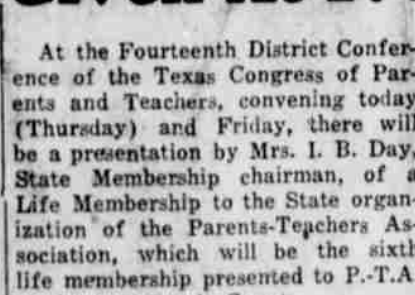 At the Fourteenth District Confer-
ence of the Texas Congress of Par-
ents and Teachers, convening today
(Thursday) and Friday, there will
be a presentation by Mrs. I. B. Day,
State Membership chairman, of a
Life Membership to the State organ-
ization of the Parents-Teachers As-
sociation, which will be the sixth
life membership presented to P.-T.A